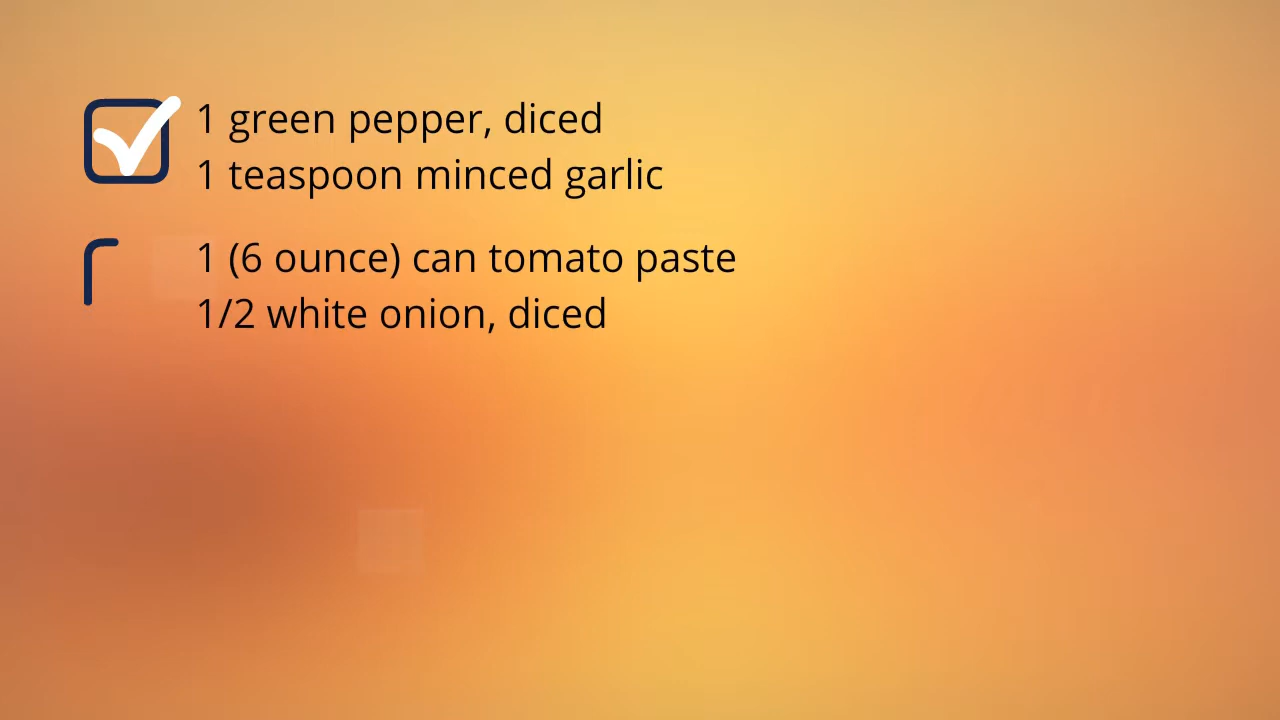 1 green pepper, diced
1 teaspoon minced garlic
1 (6 ounce) can tomato paste
1/2 white onion, diced